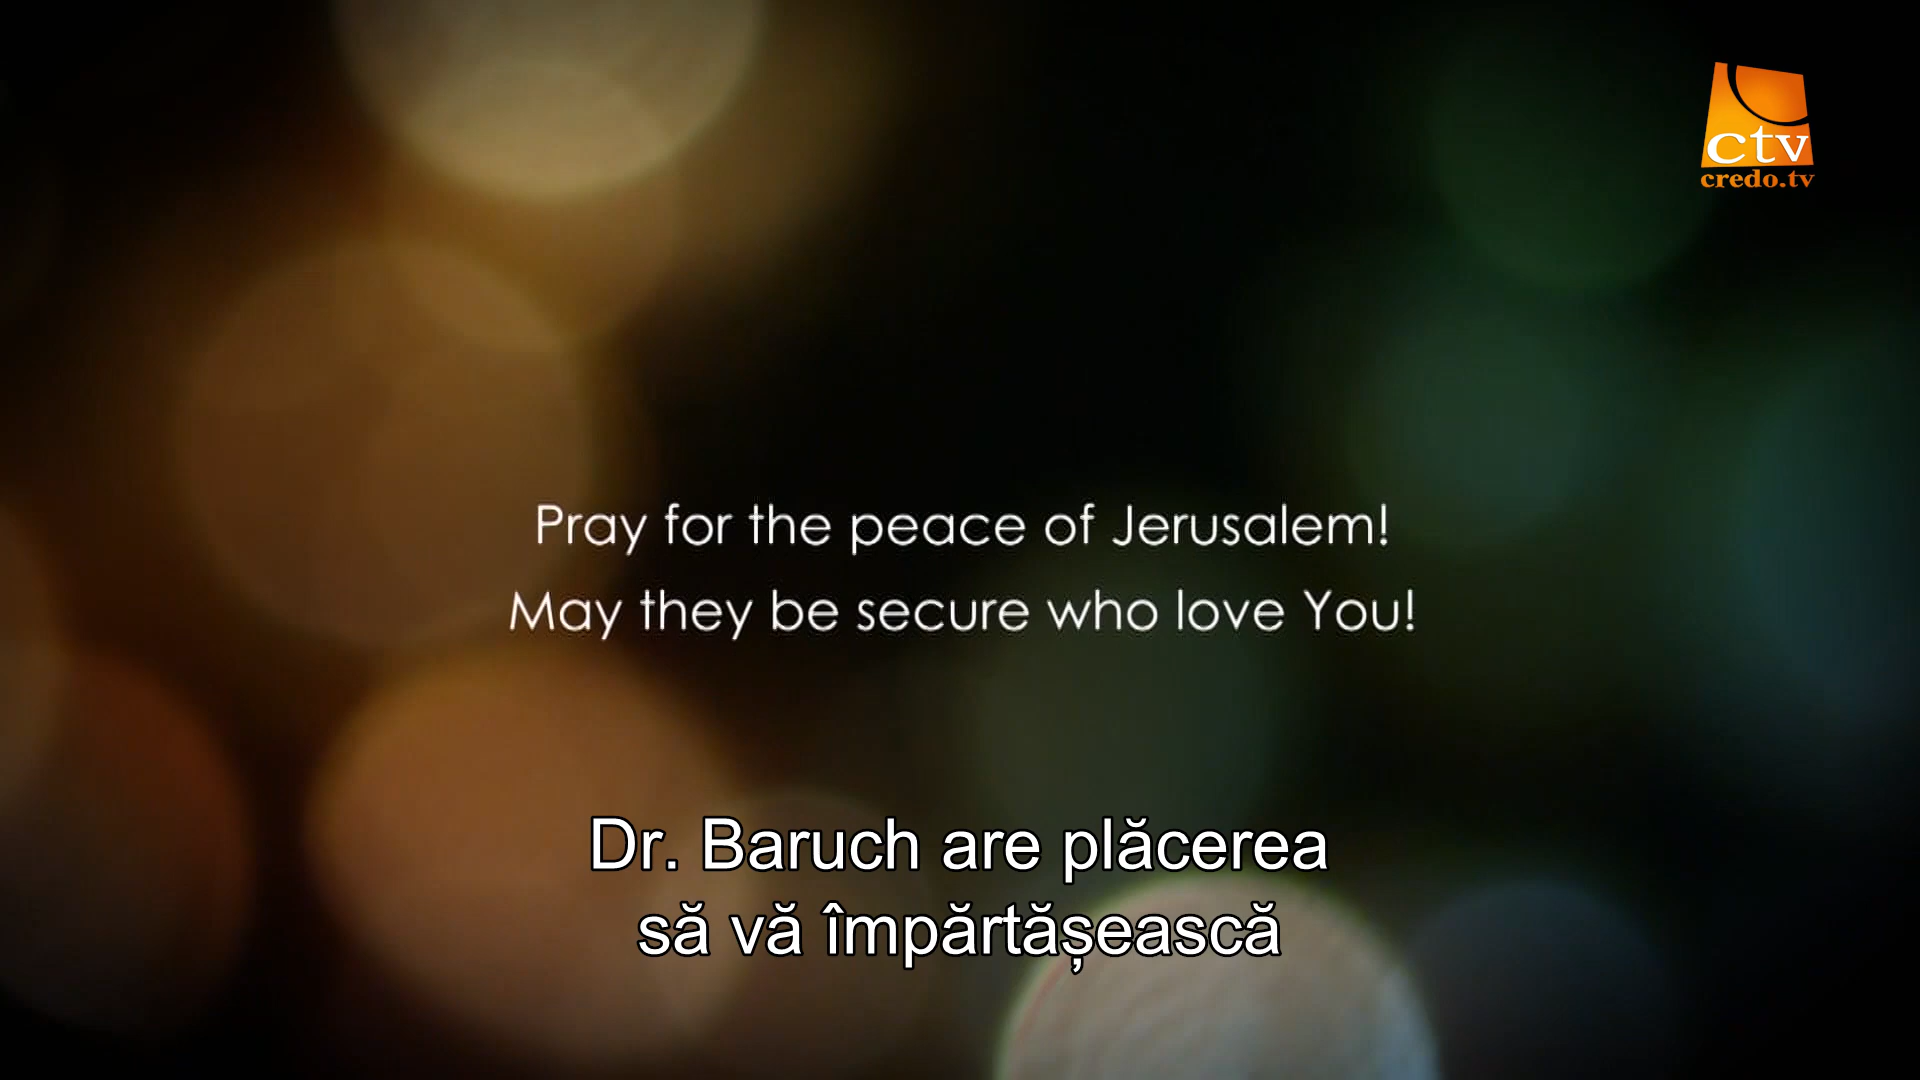 ctv
credo.tv
Pray for the peace of Jerusalem!
May they be secure who love You!
Dr. Baruch are plăcerea
să vă împărtășească